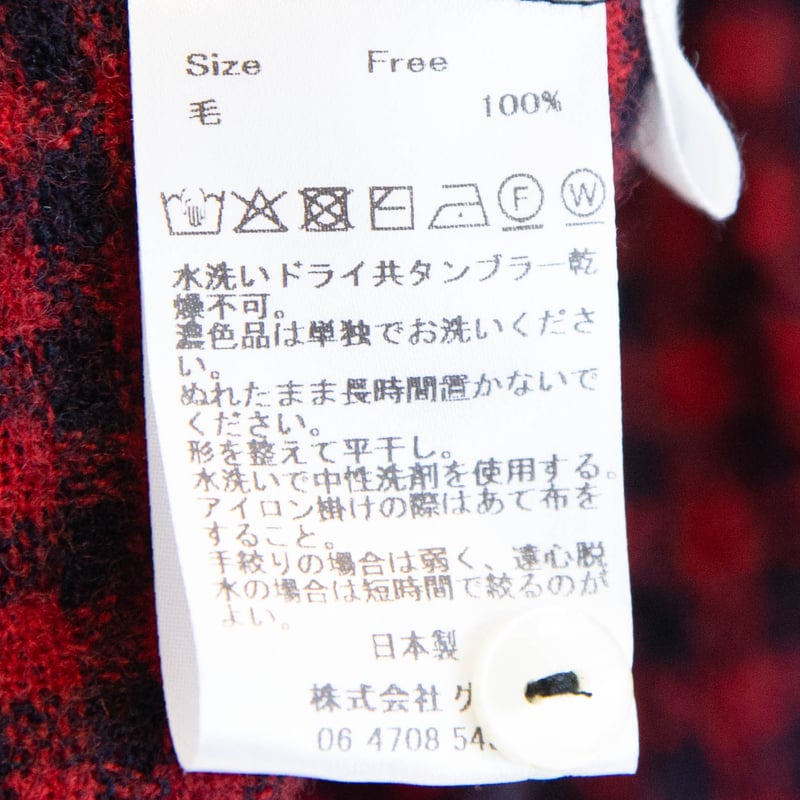 Size Free
毛 100%
F W
水洗いドライ共タンブラー乾
燥不可。
濃色品は単独でお洗いくださ
い。
ぬれたまま長時間置かないで
ください。
形を整えて平干し。
水洗いで中性洗剤を使用する。
アイロン掛けの際はあて布を
すること。
手絞りの場合は弱く、遠心脱
水の場合は短時間で絞るのが
よい。
日本製
株式会社
06 4708